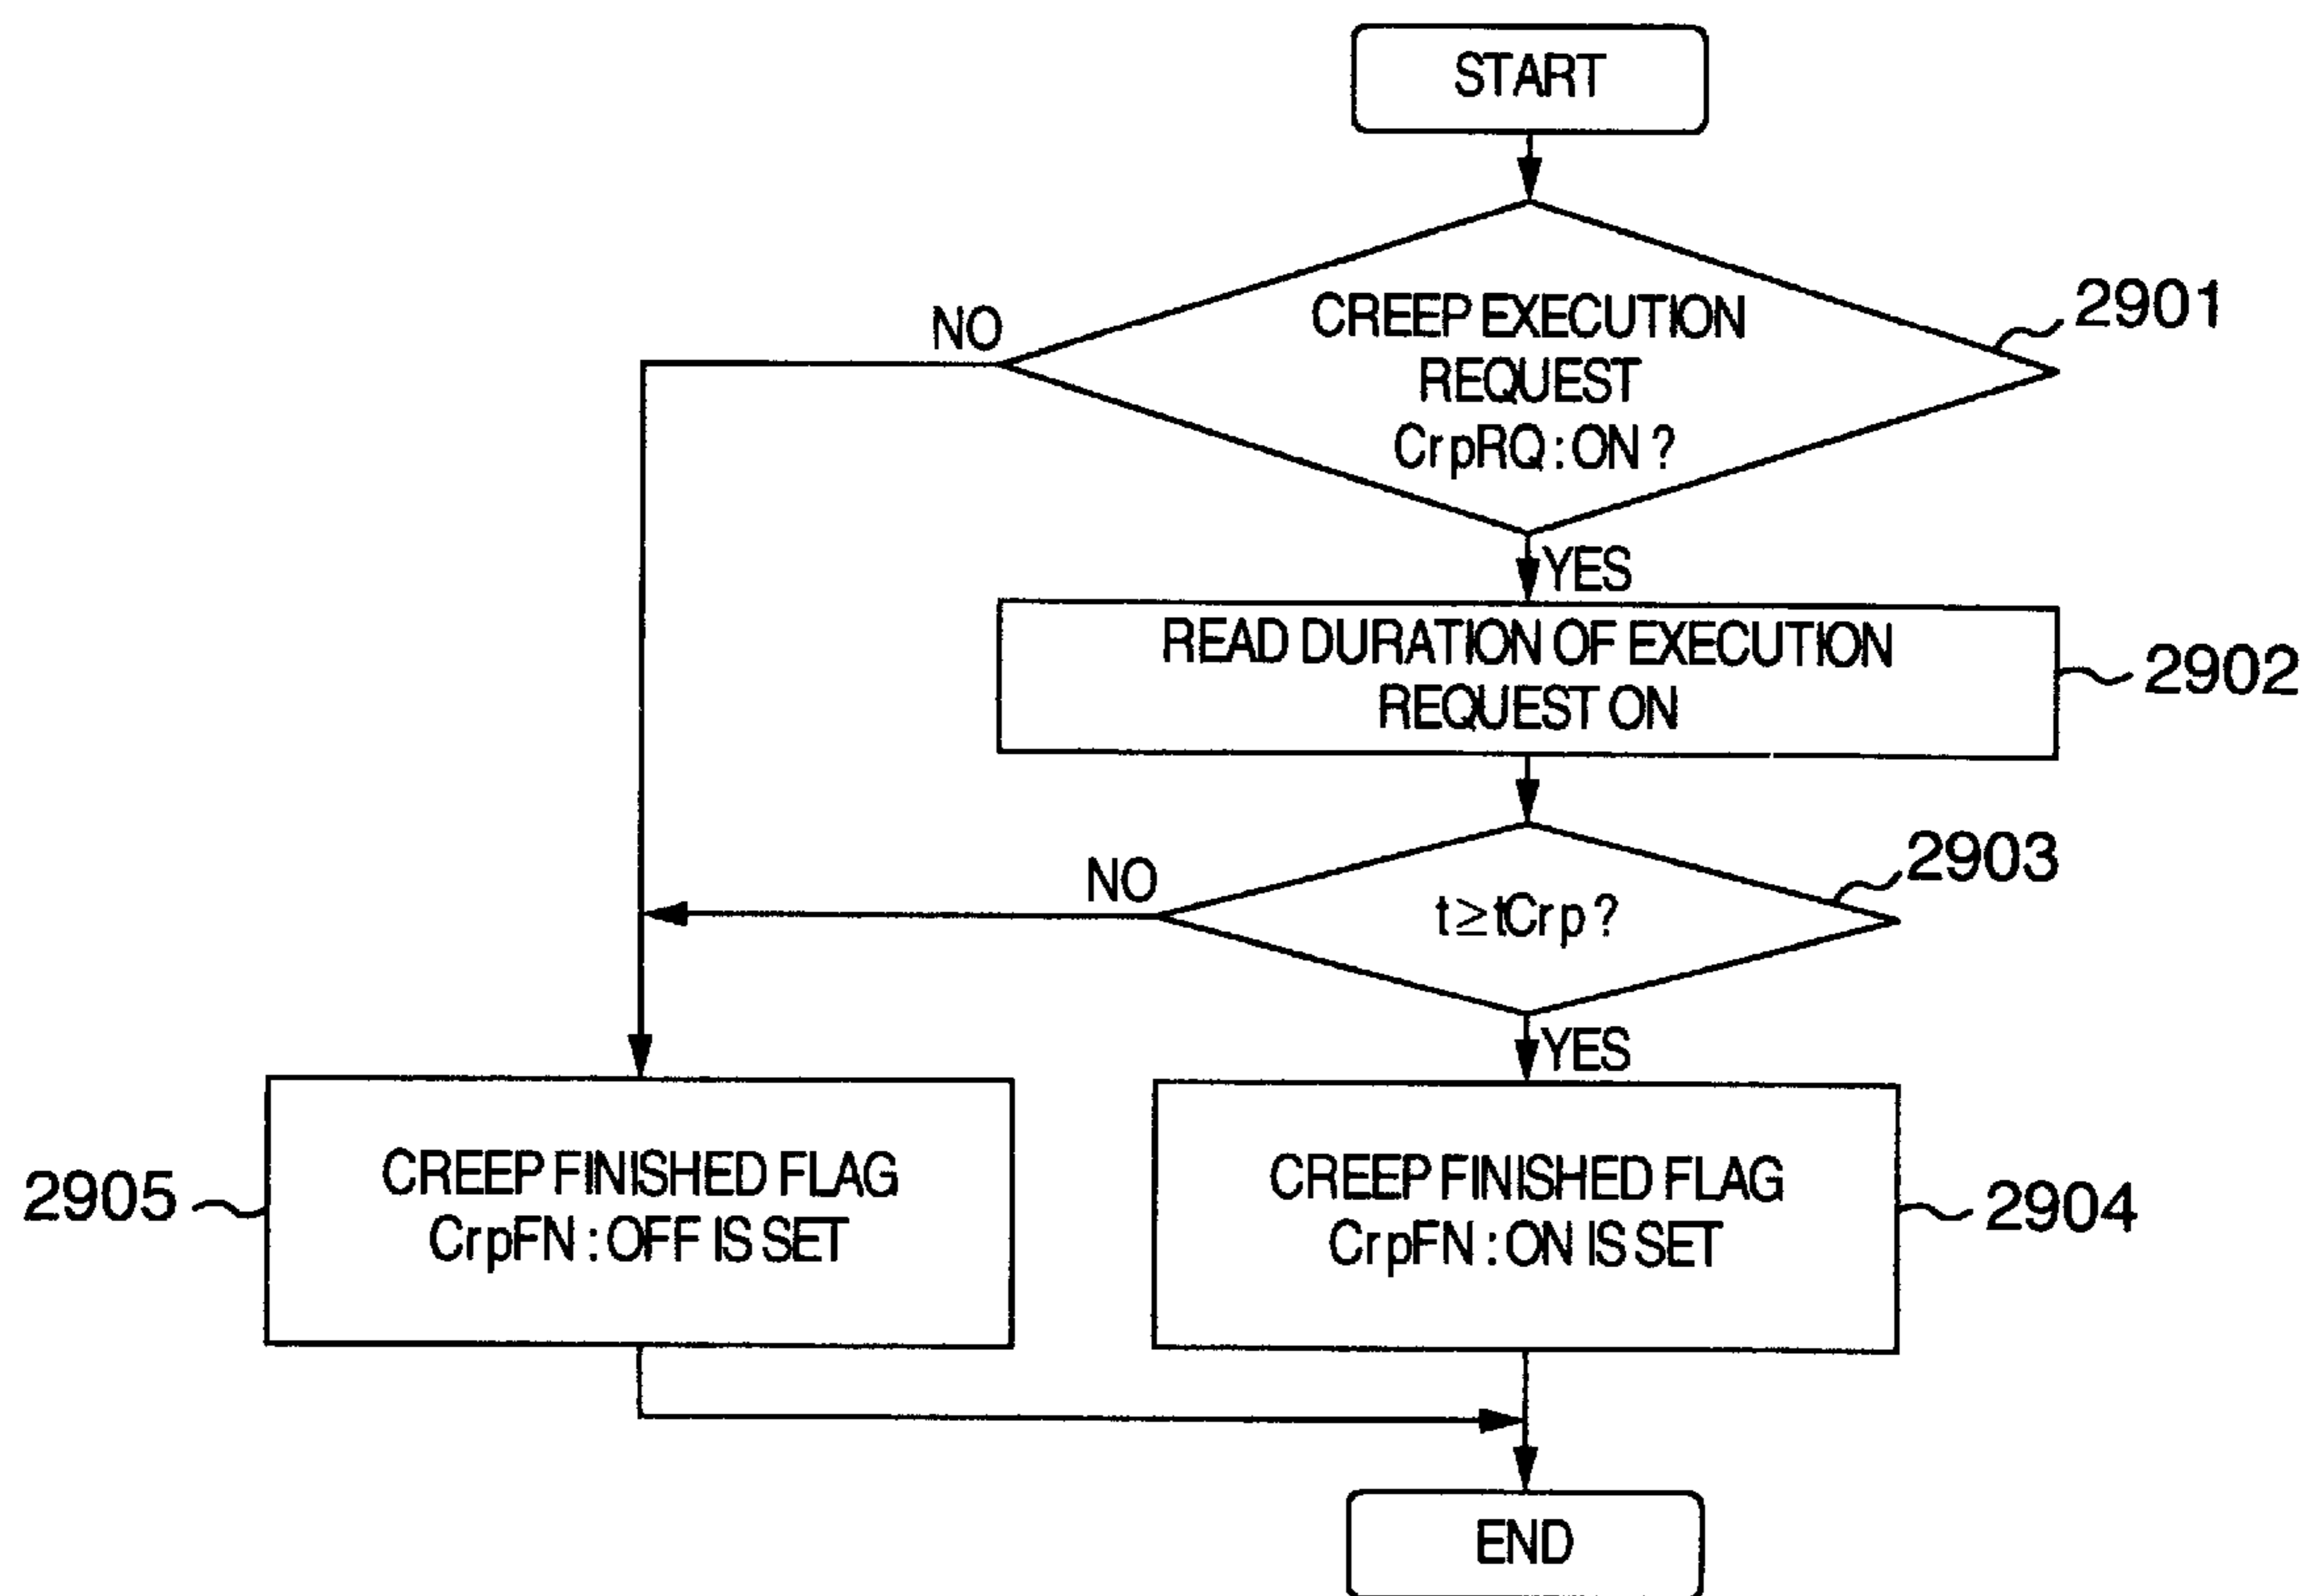 START
CREEP EXECUTION
REQUEST
CrpRQ : ON ?
2901
NO
YES
READ DURATION OF EXECUTION
REQUEST ON
2902
t≥tCrp ?
2903
NO
YES
CREEP FINISHED FLAG
CrpFN : OFF IS SET
2905
CREEP FINISHED FLAG
CrpFN : ON IS SET
2904
END